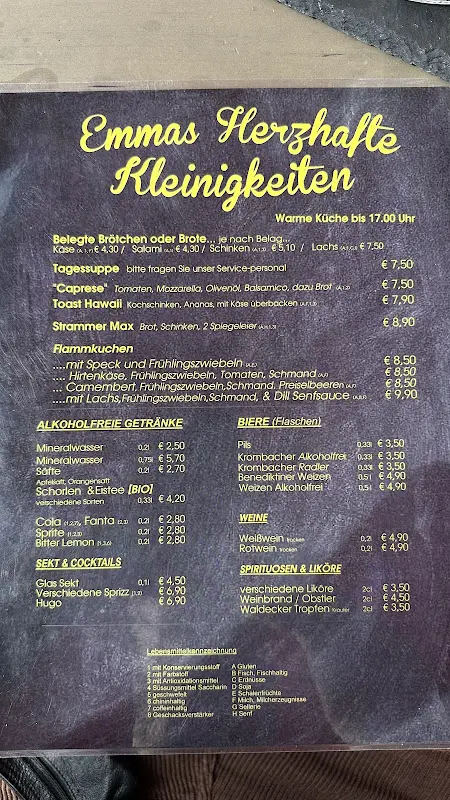 Emmas Herzhafte
Kleinigkeiten
Warme Küche bis 17.00 Uhr
Belegte Brötchen oder Brote... je nach Belag...
Käse € 4,30 / Salami € 4,30 / Schinken € 5,10 / Lachs € 7,50
Tagessuppe bitte fragen Sie unser Service-personal € 7,50
"Caprese" Tomaten, Mozzarella, Olivenöl, Balsamico, dazu Brot € 7,50
Toast Hawaii Kochschinken, Ananas, mit Käse überbacken € 7,90
Strammer Max Brot, Schinken, 2 Spiegeleier € 8,90
Flammkuchen
....mit Speck und Frühlingszwiebeln € 8,50
.... Hirtenkäse, Frühlingszwiebeln, Tomaten, Schmand € 8,50
.... Camembert, Frühlingszwiebeln,Schmand, Preiselbeeren € 8,50
....mit Lachs,Frühlingszwiebeln,Schmand, & Dill Senfsauce € 9,90
ALKOHOLFREIE GETRÄNKE
Mineralwasser 0,2l € 2,50
Mineralwasser 0,75l € 5,70
Säfte 0,2l € 2,70
Apfelsaft, Orangensaft
Schorlen &Eistee [BIO]
verschiedene Sorten 0,33l € 4,20
Cola (1,2,7), Fanta (2,3) 0,2l € 2,80
Sprite (1,2,3) 0,2l € 2,80
Bitter Lemon (1,3,6) 0,2l € 2,80
SEKT & COCKTAILS
Glas Sekt 0,1l € 4,50
Verschiedene Sprizz € 6,90
Hugo € 6,90
BIERE (Flaschen)
Pils 0,33l € 3,50
Krombacher Alkoholfrei 0,33l € 3,50
Krombacher Radler 0,33l € 3,50
Benediktiner Weizen 0,5l € 4,90
Weizen Alkoholfrei 0,5l € 4,90
WEINE
Weißwein trocken 0,2l € 4,90
Rotwein trocken 0,2l € 4,90
SPIRITUOSEN & LIKÖRE
verschiedene Liköre 2cl € 3,50
Weinbrand / Obstler 2cl € 4,50
Waldecker Tropfen Kräuter 2cl € 3,50
Lebensmittelkennzeichnung
1 mit Konservierungsstoff
2 mit Farbstoff
3 mit Antioxidationsmittel
4 Süssungsmittel Saccharin
5 geschwefelt
6 chininhaltig
7 coffeinhaltig
8 Geschacksverstärker
A Gluten
B Fisch, Fischhaltig
C Erdnüsse
D Soja
E Schalenfrüchte
F Milch, Milcherzeugnisse
G Sellerie
H Senf